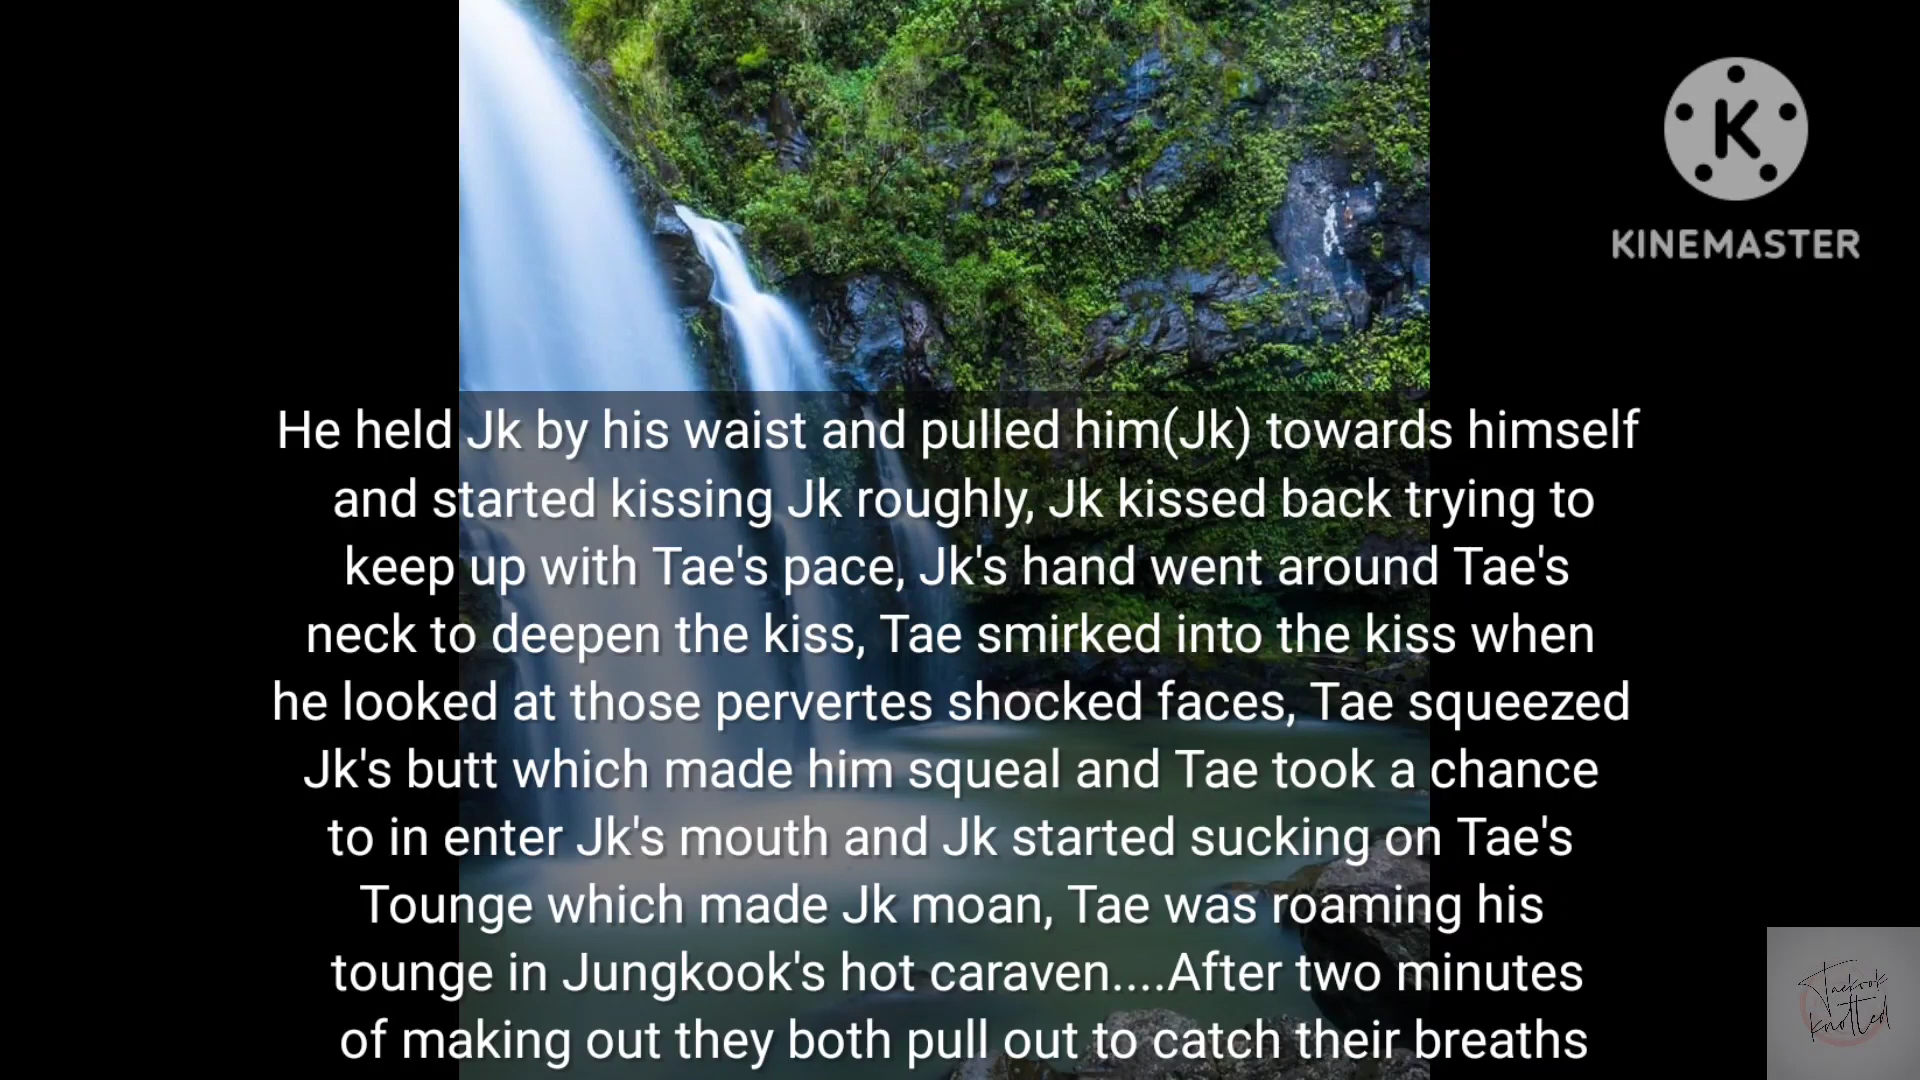 KINEMASTER
He held Jk by his waist and pulled him(Jk) towards himself
and started kissing Jk roughly, Jk kissed back trying to
keep up with Tae's pace, Jk's hand went around Tae's
neck to deepen the kiss, Tae smirked into the kiss when
he looked at those pervertes shocked faces, Tae squeezed
Jk's butt which made him squeal and Tae took a chance
to in enter Jk's mouth and Jk started sucking on Tae's
Tounge which made Jk moan, Tae was roaming his
tounge in Jungkook's hot caraven....After two minutes
of making out they both pull out to catch their breaths
Taekook
knotted